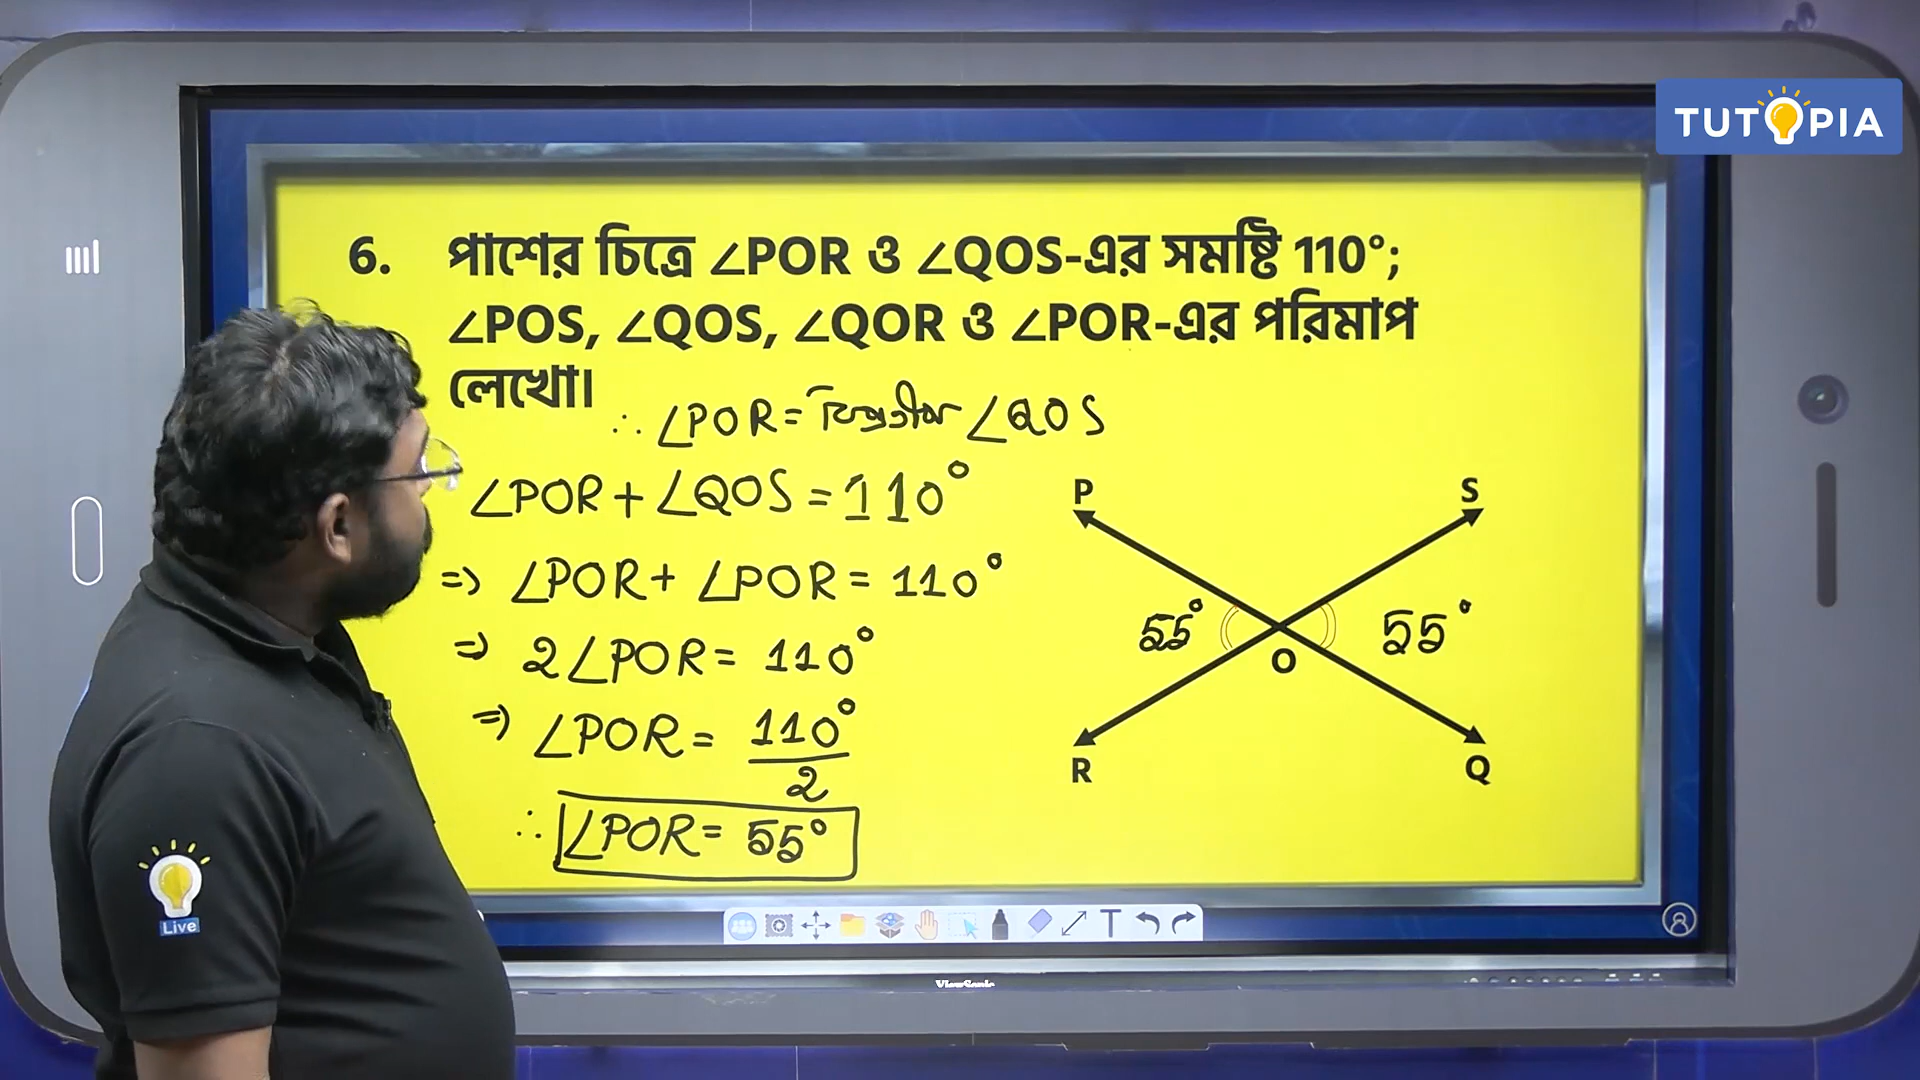 TUTOPIA
6. পাশের চিত্রে ∠POR ও ∠QOS-এর সমষ্টি 110°;
∠POS, ∠QOS, ∠QOR ও ∠POR-এর পরিমাপ
লেখো।
∴ ∠POR = বিপ্রতীপ ∠QOS
∠POR + ∠QOS = 110°
=> ∠POR + ∠POR = 110°
=> 2∠POR = 110°
=> ∠POR = 110°/2
∴ ∠POR = 55°
P S
55° 55°
O
R Q
Live
T
ViewSonic